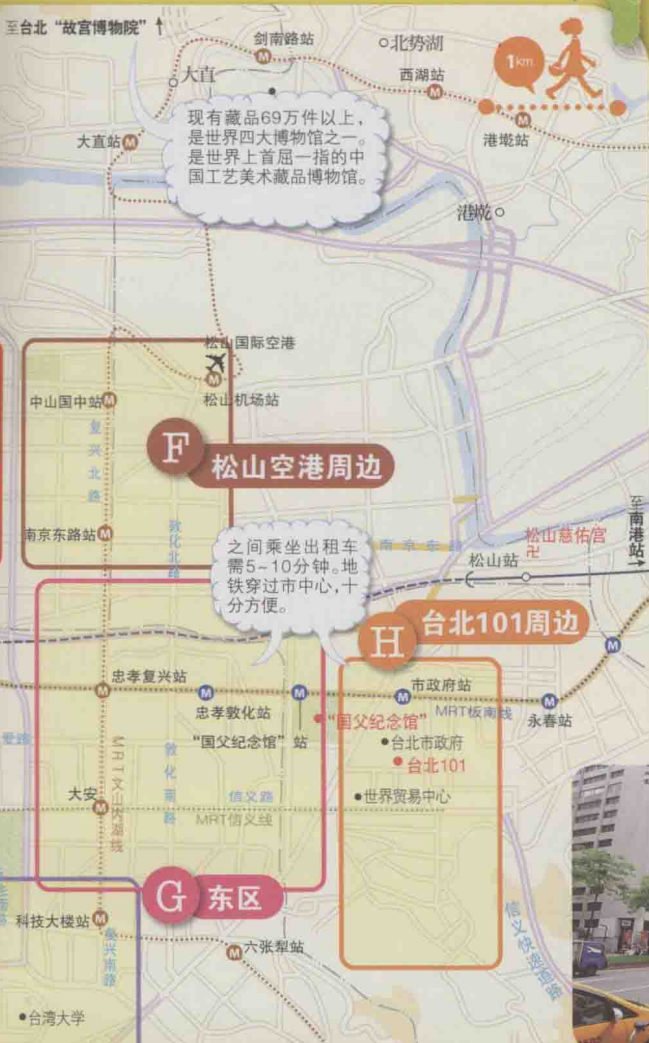 至台北“故宫博物院”↑
剑南路站
北势湖
大直
西湖站
1km
现有藏品69万件以上，
是世界四大博物馆之一。
是世界上首屈一指的中
国工艺美术藏品博物馆。
大直站
港墘站
港墘
松山国际空港
松山机场站
中山国中站
复兴北路
F
松山空港周边
南京东路站
敦化北路
之间乘坐出租车
需5~10分钟。地
铁穿过市中心，十
分方便。
南京东路
松山慈佑宫
卍
松山站
至南港站→
H
台北101周边
忠孝复兴站
忠孝敦化站
“国父纪念馆”站
市政府站
MRT板南线
永春站
“国父纪念馆”
台北市政府
台北101
爱路
MRT文山内湖线
敦化南路
大安
信义路
MRT信义线
世界贸易中心
G
东区
科技大楼站
复兴南路
六张犁站
信义快速道路
台湾大学